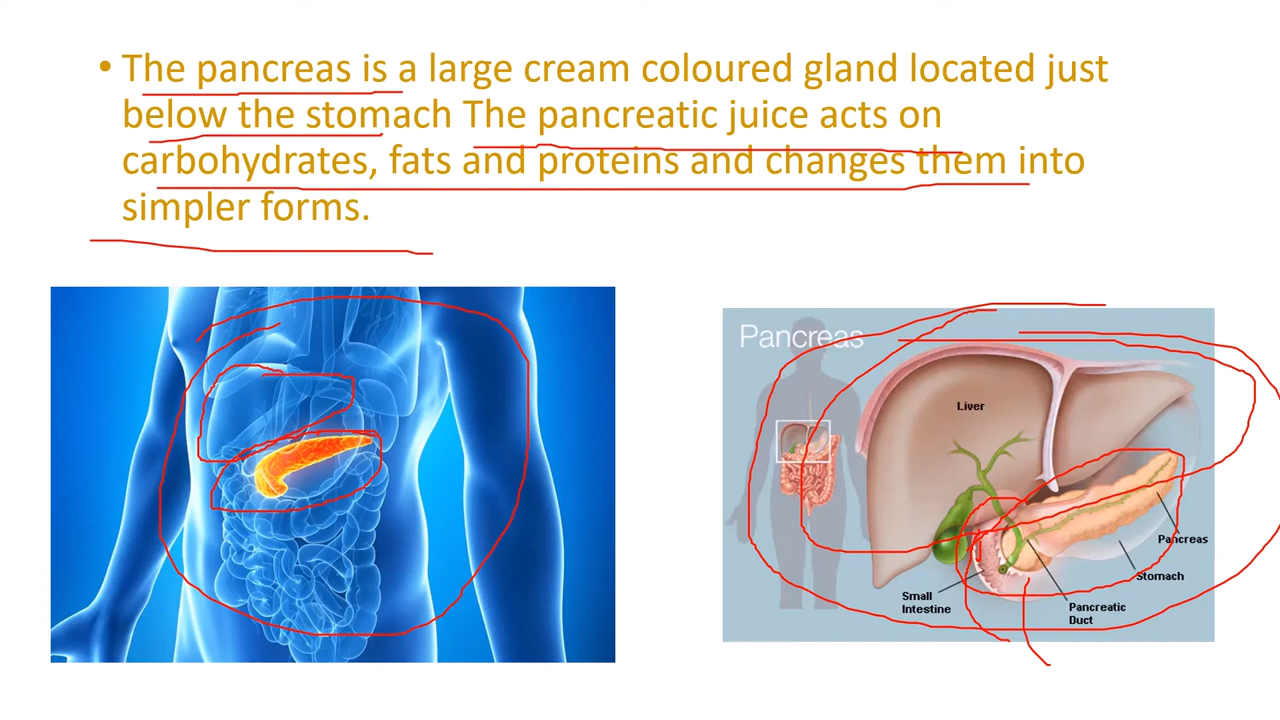 • The pancreas is a large cream coloured gland located just
below the stomach The pancreatic juice acts on
carbohydrates, fats and proteins and changes them into
simpler forms.
Pancreas
Liver
Pancreas
Stomach
Small
Intestine
Pancreatic
Duct